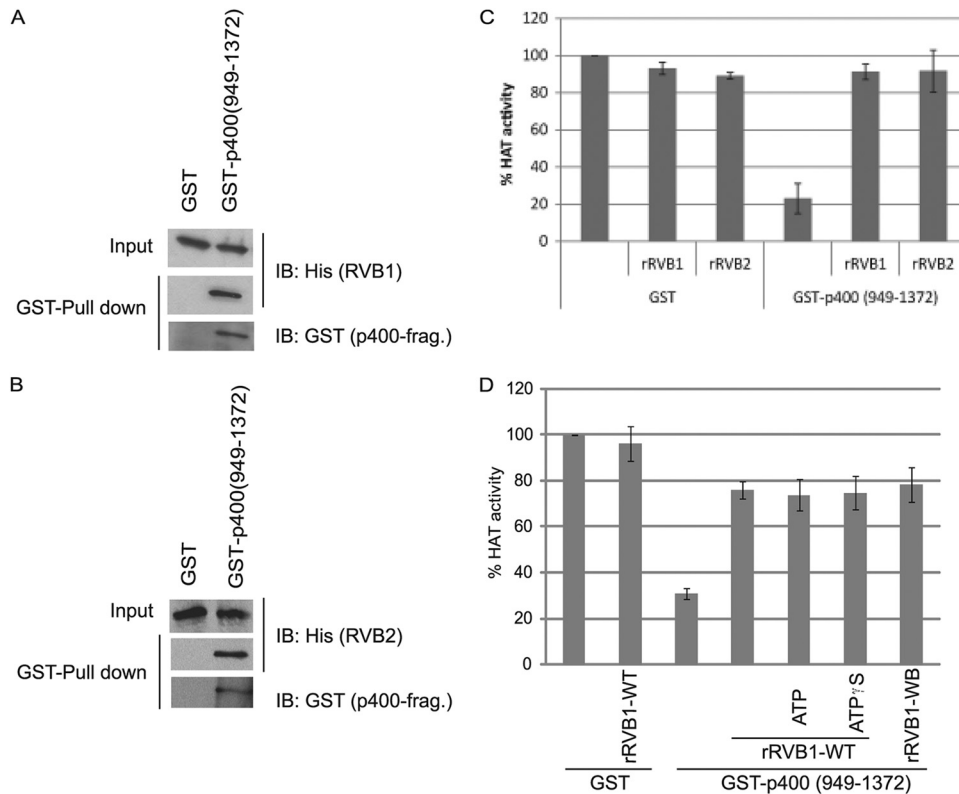 A
GST
GST-p400(949-1372)
Input
GST-Pull down
IB: His (RVB1)
IB: GST (p400-frag.)
B
GST
GST-p400(949-1372)
Input
GST-Pull down
IB: His (RVB2)
IB: GST (p400-frag.)
C
% HAT activity
120
100
80
60
40
20
0
rRVB1 rRVB2 rRVB1 rRVB2
GST GST-p400 (949-1372)
D
% HAT activity
120
100
80
60
40
20
0
rRVB1-WT
ATP
ATPγS
rRVB1-WB
rRVB1-WT
GST GST-p400 (949-1372)